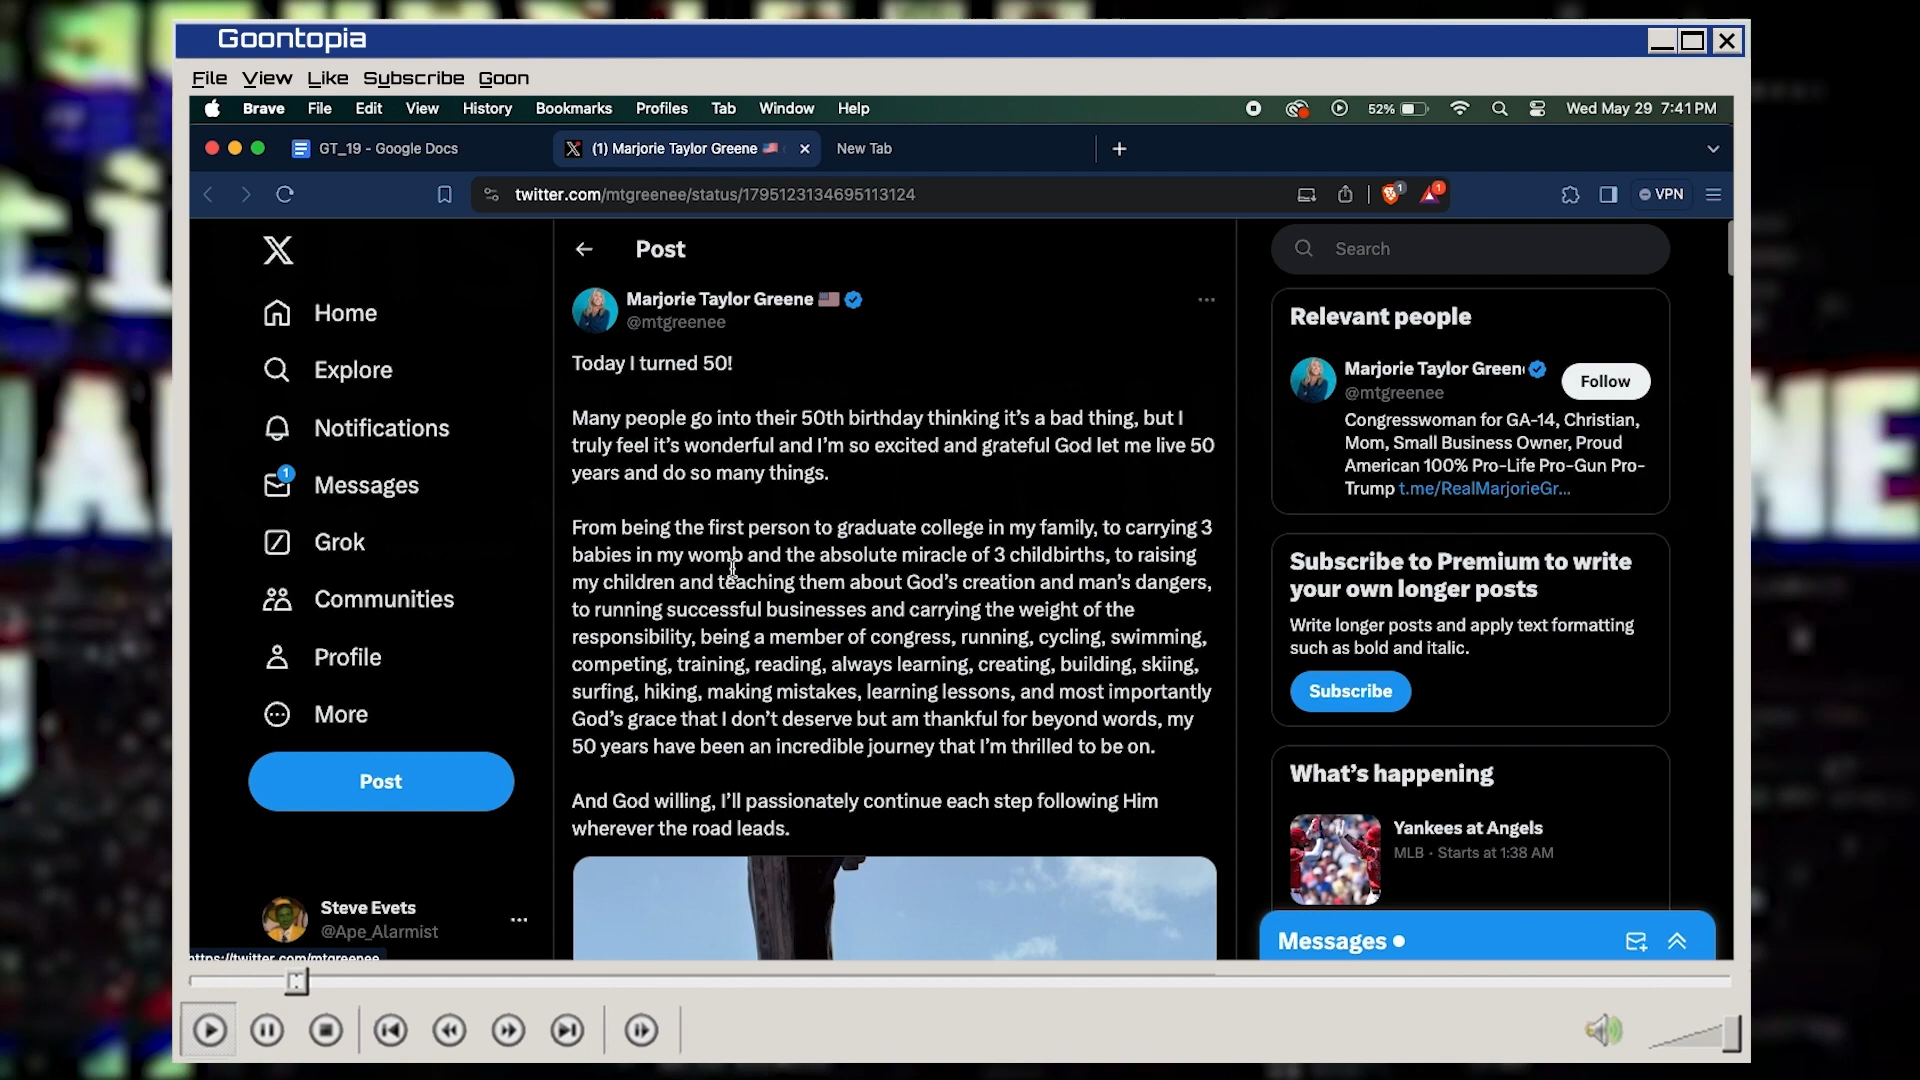 Goontopia
File View Like Subscribe Goon
Brave File Edit View History Bookmarks Profiles Tab Window Help 52% Wed May 29 7:41 PM
GT_19 - Google Docs (1) Marjorie Taylor Greene New Tab
twitter.com/mtgreenee/status/1795123134695113124 1 1 VPN
X
Home
Explore
Notifications
1
Messages
Grok
Communities
Profile
More
Post
Steve Evets
@Ape_Alarmist
https://twitter.com/mtgreenee
Post
Marjorie Taylor Greene
@mtgreenee
Today I turned 50!
Many people go into their 50th birthday thinking it’s a bad thing, but I
truly feel it’s wonderful and I’m so excited and grateful God let me live 50
years and do so many things.
From being the first person to graduate college in my family, to carrying 3
babies in my womb and the absolute miracle of 3 childbirths, to raising
my children and teaching them about God’s creation and man’s dangers,
to running successful businesses and carrying the weight of the
responsibility, being a member of congress, running, cycling, swimming,
competing, training, reading, always learning, creating, building, skiing,
surfing, hiking, making mistakes, learning lessons, and most importantly
God’s grace that I don’t deserve but am thankful for beyond words, my
50 years have been an incredible journey that I’m thrilled to be on.
And God willing, I’ll passionately continue each step following Him
wherever the road leads.
Search
Relevant people
Marjorie Taylor Green
@mtgreenee
Follow
Congresswoman for GA-14, Christian,
Mom, Small Business Owner, Proud
American 100% Pro-Life Pro-Gun Pro-
Trump t.me/RealMarjorieGr...
Subscribe to Premium to write
your own longer posts
Write longer posts and apply text formatting
such as bold and italic.
Subscribe
What’s happening
Yankees at Angels
MLB · Starts at 1:38 AM
Messages